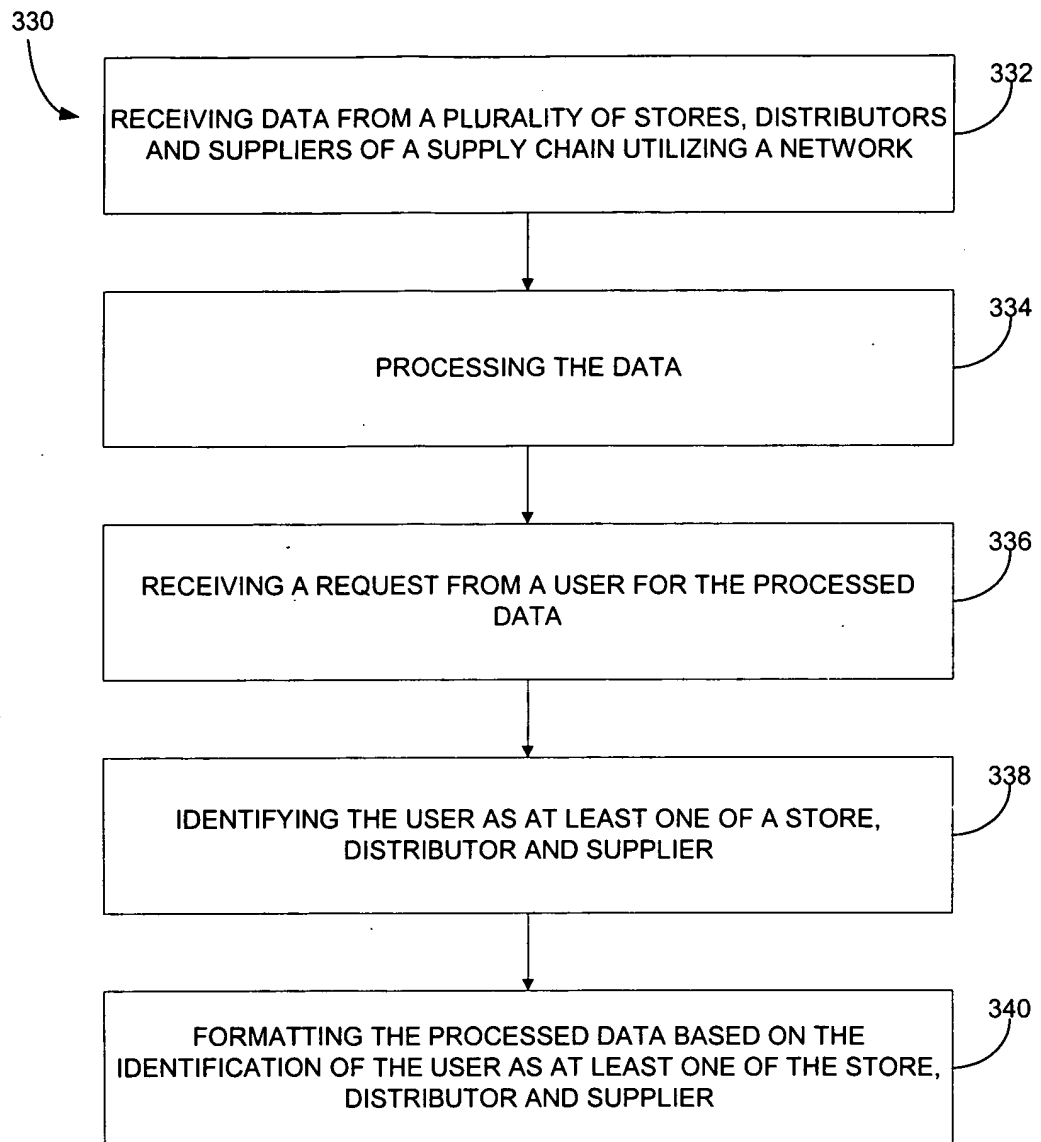 330
332
RECEIVING DATA FROM A PLURALITY OF STORES, DISTRIBUTORS
AND SUPPLIERS OF A SUPPLY CHAIN UTILIZING A NETWORK
334
PROCESSING THE DATA
336
RECEIVING A REQUEST FROM A USER FOR THE PROCESSED
DATA
338
IDENTIFYING THE USER AS AT LEAST ONE OF A STORE,
DISTRIBUTOR AND SUPPLIER
340
FORMATTING THE PROCESSED DATA BASED ON THE
IDENTIFICATION OF THE USER AS AT LEAST ONE OF THE STORE,
DISTRIBUTOR AND SUPPLIER